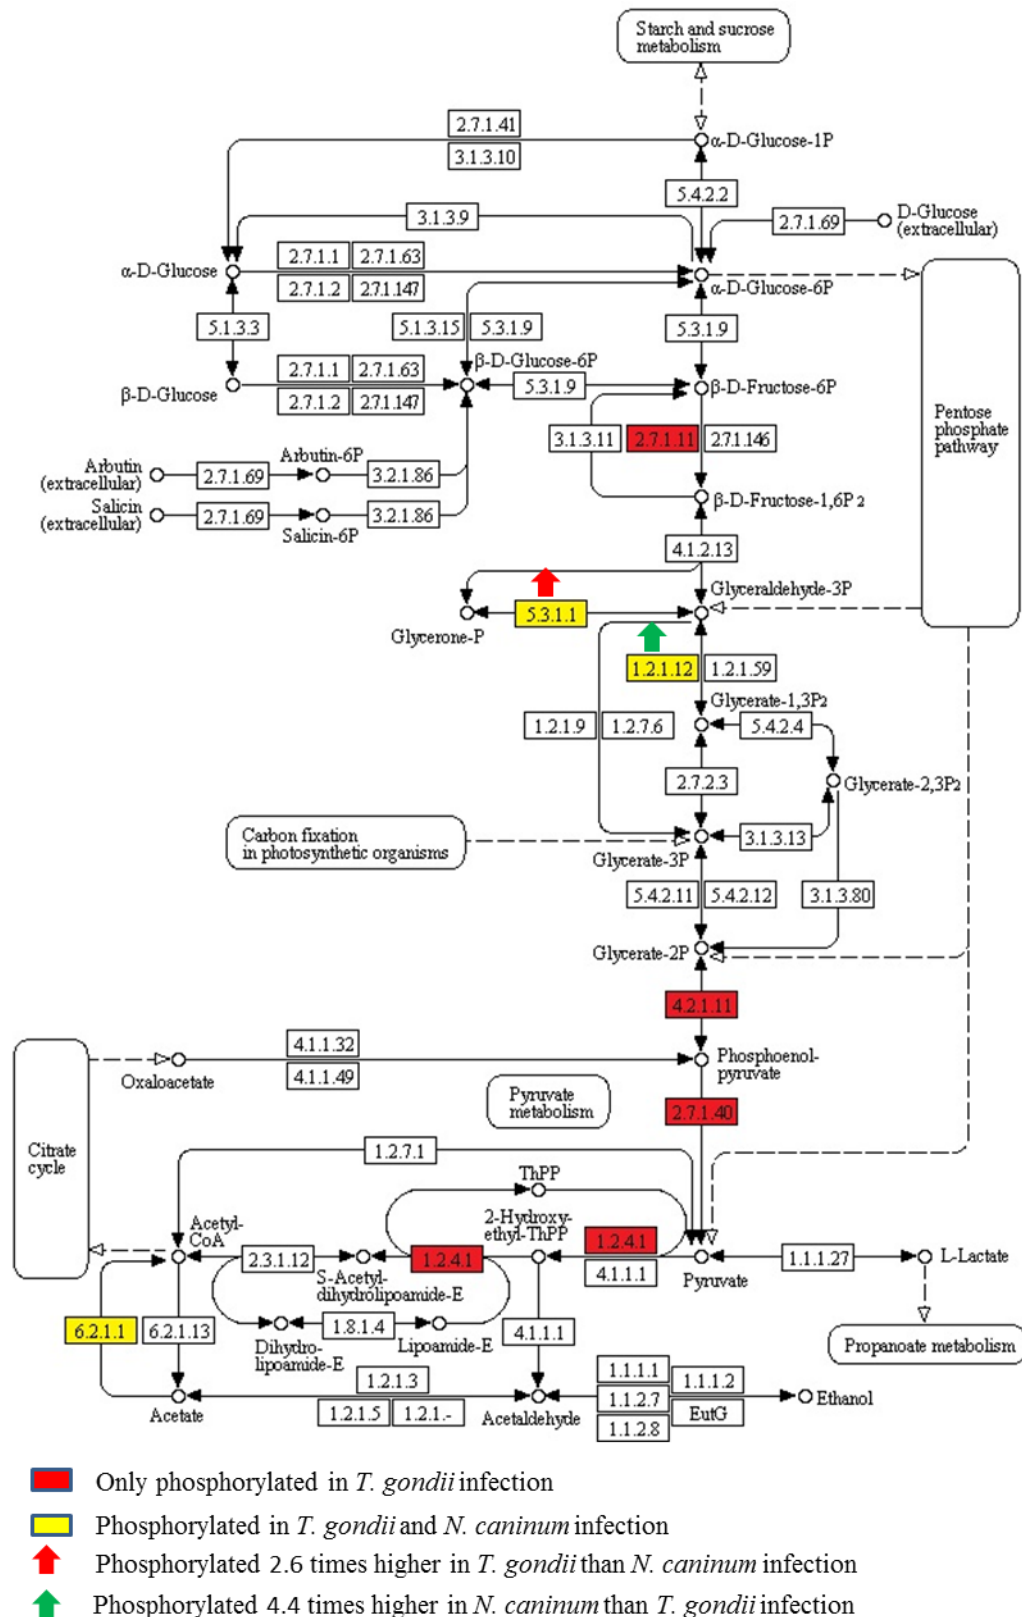 Starch and sucrose
metabolism
2.7.1.41
3.1.3.10
α-D-Glucose-1P
5.4.2.2
3.1.3.9
2.7.1.69
D-Glucose
(extracellular)
α-D-Glucose
2.7.1.1
2.7.1.63
2.7.1.2
2.7.1.147
α-D-Glucose-6P
5.1.3.3
5.1.3.15
5.3.1.9
5.3.1.9
β-D-Glucose
2.7.1.1
2.7.1.63
2.7.1.2
2.7.1.147
β-D-Glucose-6P
5.3.1.9
β-D-Fructose-6P
Pentose
phosphate
pathway
3.1.3.11
2.7.1.11
2.7.1.146
Arbutin
(extracellular)
2.7.1.69
Arbutin-6P
3.2.1.86
Salicin
(extracellular)
2.7.1.69
Salicin-6P
3.2.1.86
β-D-Fructose-1,6P2
4.1.2.13
Glyceraldehyde-3P
Glycerone-P
5.3.1.1
1.2.1.12
1.2.1.59
Glycerate-1,3P2
1.2.1.9
1.2.7.6
5.4.2.4
2.7.2.3
Glycerate-2,3P2
Carbon fixation
in photosynthetic organisms
Glycerate-3P
3.1.3.13
5.4.2.11
5.4.2.12
3.1.3.80
Glycerate-2P
4.2.1.11
Citrate
cycle
Oxaloacetate
4.1.1.32
4.1.1.49
Phosphoenol-
pyruvate
Pyruvate
metabolism
2.7.1.40
1.2.7.1
ThPP
Acetyl-
CoA
2-Hydroxy-
ethyl-ThPP
2.3.1.12
S-Acetyl-
dihydrolipoamide-E
1.2.4.1
1.2.4.1
4.1.1.1
Pyruvate
1.1.1.27
L-Lactate
6.2.1.1
6.2.1.13
Dihydro-
lipoamide-E
1.8.1.4
Lipoamide-E
4.1.1.1
Propanoate metabolism
Acetate
1.2.1.3
1.2.1.5
1.2.1.-
Acetaldehyde
1.1.1.1
1.1.2.7
1.1.2.8
1.1.1.2
EutG
Ethanol
Only phosphorylated in T. gondii infection
Phosphorylated in T. gondii and N. caninum infection
Phosphorylated 2.6 times higher in T. gondii than N. caninum infection
Phosphorylated 4.4 times higher in N. caninum than T. gondii infection